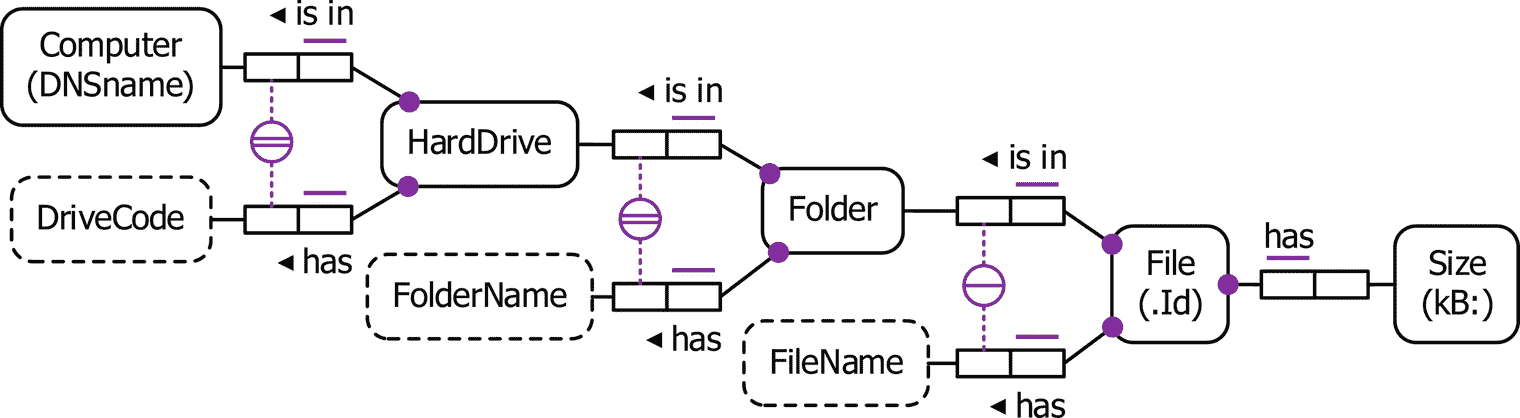 ◄ is in
Computer
(DNSname)
◄ is in
HardDrive
◄ is in
DriveCode
Folder
◄ has
has
File
(.Id)
Size
(kB:)
FolderName
◄ has
FileName
◄ has